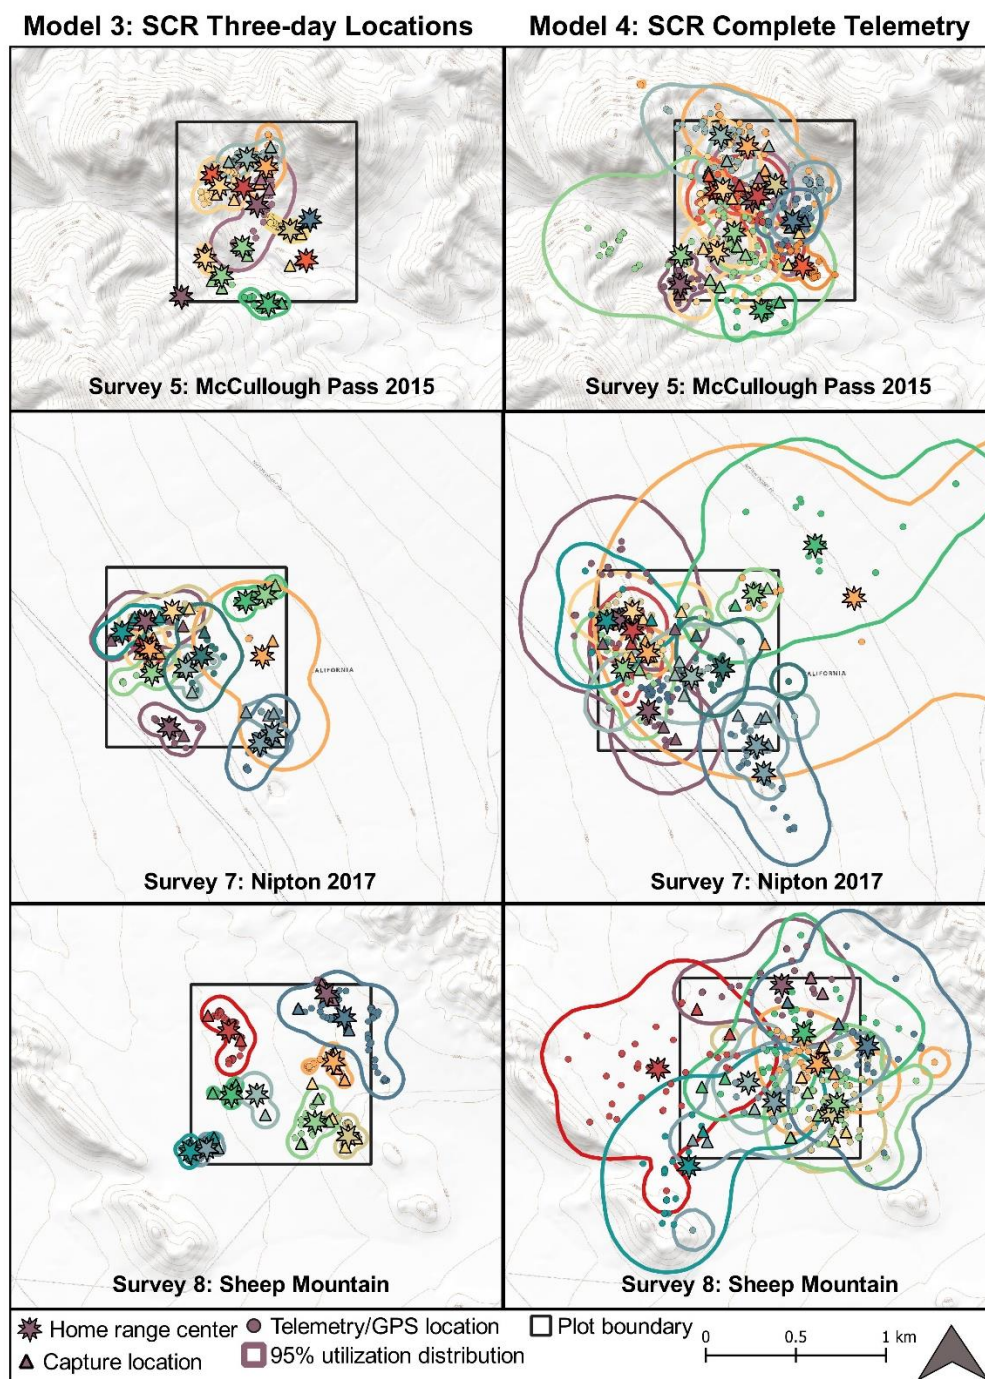 Model 3: SCR Three-day Locations
Model 4: SCR Complete Telemetry
Survey 5: McCullough Pass 2015
Survey 5: McCullough Pass 2015
ALIFORNIA
ALIFORNIA
Survey 7: Nipton 2017
Survey 7: Nipton 2017
Survey 8: Sheep Mountain
Survey 8: Sheep Mountain
Home range center
Telemetry/GPS location
Plot boundary
Capture location
95% utilization distribution
0 0.5 1 km